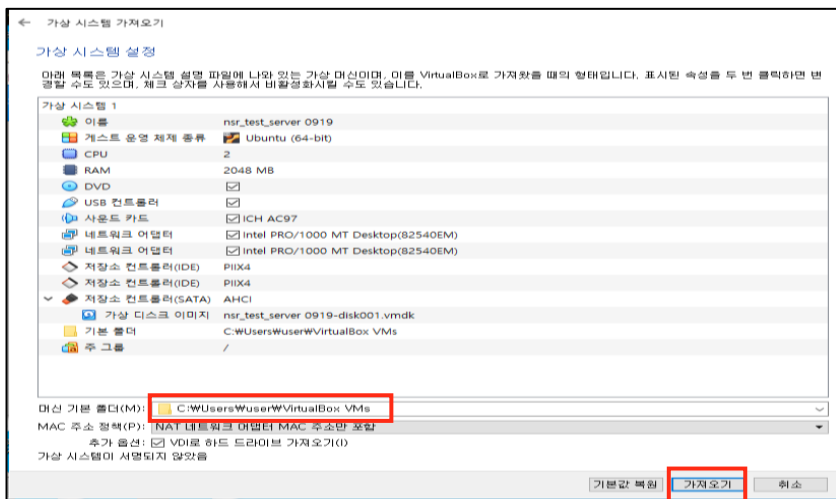 ← 가상 시스템 가져오기
가상 시스템 설정
아래 목록은 가상 시스템 설명 파일에 나와 있는 가상 머신이며, 이를 VirtualBox로 가져왔을 때의 형태입니다. 표시된 속성을 두 번 클릭하면 변
경할 수도 있으며, 체크 상자를 사용해서 비활성화시킬 수도 있습니다.
가상 시스템 1
이름 nsr_test_server 0919
게스트 운영 체제 종류 Ubuntu (64-bit)
CPU 2
RAM 2048 MB
DVD
USB 컨트롤러
사운드 카드 ICH AC97
네트워크 어댑터 Intel PRO/1000 MT Desktop(82540EM)
네트워크 어댑터 Intel PRO/1000 MT Desktop(82540EM)
저장소 컨트롤러(IDE) PIIX4
저장소 컨트롤러(IDE) PIIX4
저장소 컨트롤러(SATA) AHCI
가상 디스크 이미지 nsr_test_server 0919-disk001.vmdk
기본 폴더 C:₩Users₩user₩VirtualBox VMs
주 그룹 /
머신 기본 폴더(M): C:₩Users₩user₩VirtualBox VMs
MAC 주소 정책(P): NAT 네트워크 어댑터 MAC 주소만 포함
추가 옵션: VDI로 하드 드라이브 가져오기(I)
가상 시스템이 서명되지 않았음
기본값 복원 가져오기 취소